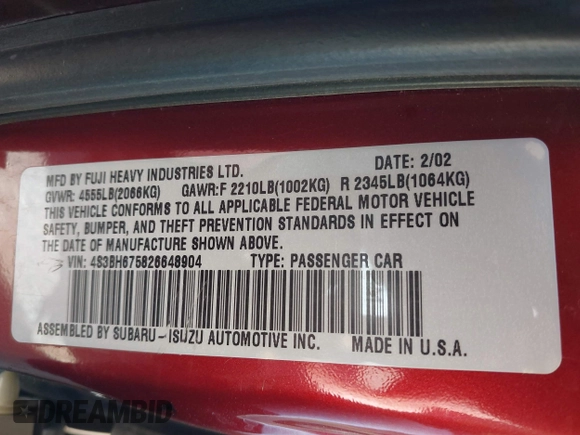 MFD BY FUJI HEAVY INDUSTRIES LTD. DATE: 2/02
GVWR: 4555LB(2066KG) GAWR:F 2210LB(1002KG) R 2345LB(1064KG)
THIS VEHICLE CONFORMS TO ALL APPLICABLE FEDERAL MOTOR VEHICLE
SAFETY, BUMPER, AND THEFT PREVENTION STANDARDS IN EFFECT ON
THE DATE OF MANUFACTURE SHOWN ABOVE.
VIN: 4S3BH675826648904 TYPE: PASSENGER CAR
ASSEMBLED BY SUBARU-ISUZU AUTOMOTIVE INC. MADE IN U.S.A.
DREAMBID